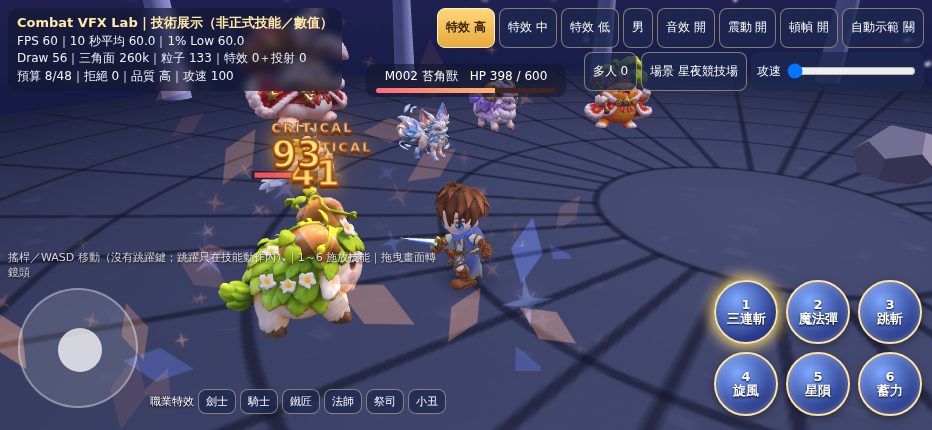 Combat VFX Lab｜技術展示（非正式技能／數值）
FPS 60｜10 秒平均 60.0｜1% Low 60.0
Draw 56｜三角面 260k｜粒子 133｜特效 0＋投射 0
預算 8/48｜拒絕 0｜品質 高｜攻速 100
特效 高
特效 中
特效 低
男
音效 開
震動 開
頓幀 開
自動示範 關
多人 0
場景 星夜競技場
攻速
M002 苔角獸 HP 398 / 600
CRITICAL
93
41
搖桿／WASD 移動（沒有跳躍鍵；跳躍只在技能動作內）｜1~6 施放技能｜拖曳畫面轉
鏡頭
1
三連斬
2
魔法彈
3
跳斬
4
旋風
5
星隕
6
蓄力
職業特效
劍士
騎士
鐵匠
法師
祭司
小丑